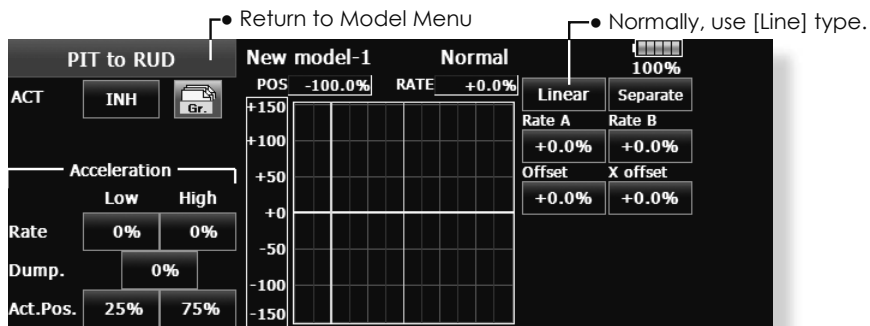 ● Return to Model Menu
● Normally, use [Line] type.
PIT to RUD
New model-1 Normal
100%
ACT INH Gr.
POS -100.0% RATE +0.0%
Linear Separate
Rate A Rate B
+0.0% +0.0%
Offset X offset
+0.0% +0.0%
+150
+100
+50
+0
-50
-100
-150
Acceleration
Low High
Rate 0% 0%
Dump. 0%
Act.Pos. 25% 75%